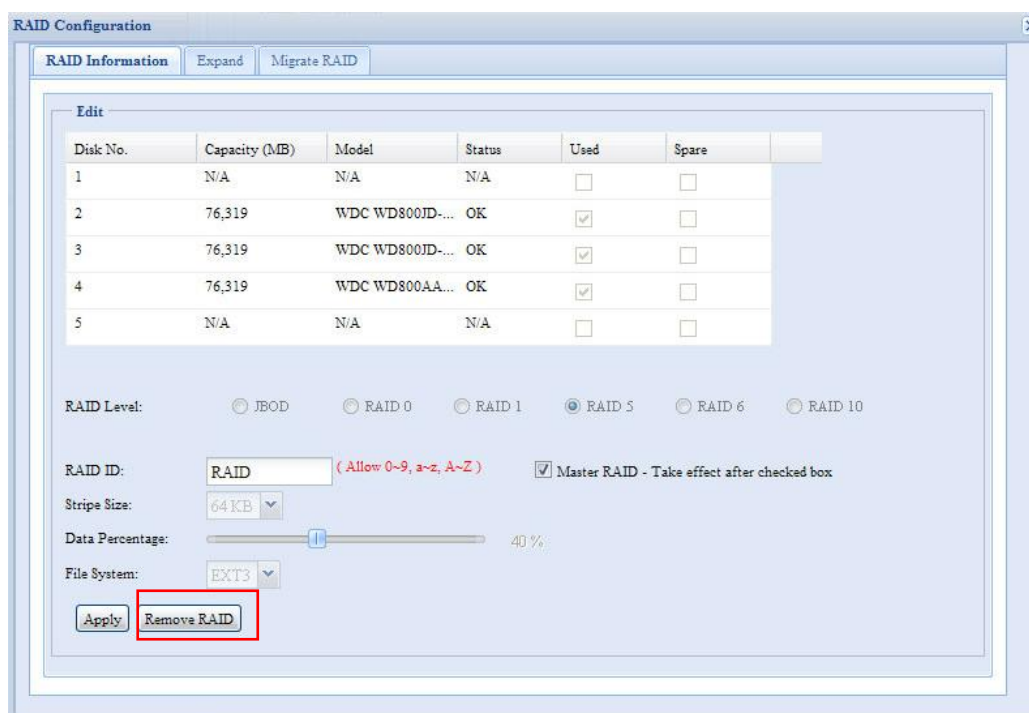 RAID Configuration
RAID Information Expand Migrate RAID
Edit
Disk No. Capacity (MB) Model Status Used Spare
1 N/A N/A N/A
2 76,319 WDC WD800JD-... OK
3 76,319 WDC WD800JD-... OK
4 76,319 WDC WD800AA... OK
5 N/A N/A N/A
RAID Level: JBOD RAID 0 RAID 1 RAID 5 RAID 6 RAID 10
RAID ID: RAID ( Allow 0~9, a~z, A~Z ) Master RAID - Take effect after checked box
Stripe Size: 64 KB
Data Percentage: 40 %
File System: EXT3
Apply Remove RAID